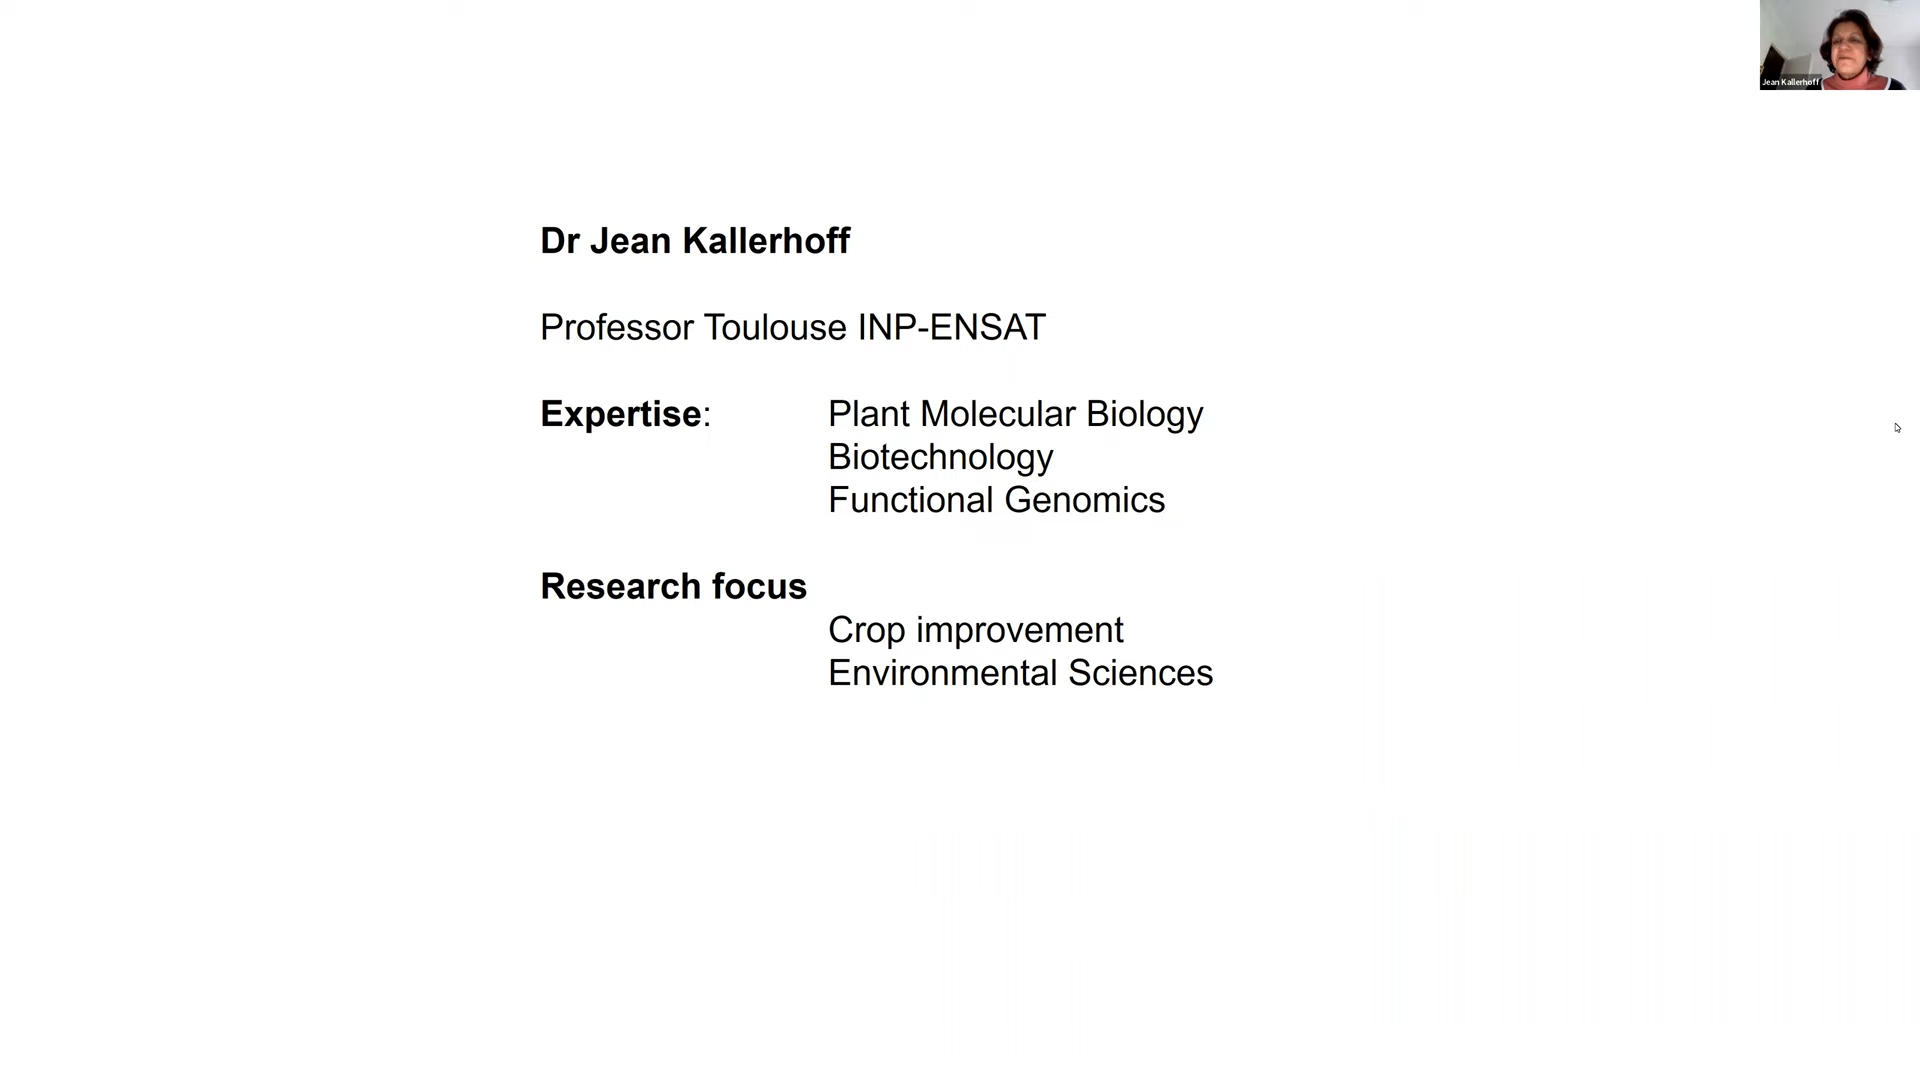 Jean Kallerhoff
Dr Jean Kallerhoff
Professor Toulouse INP-ENSAT
Expertise: Plant Molecular Biology
Biotechnology
Functional Genomics
Research focus
Crop improvement
Environmental Sciences